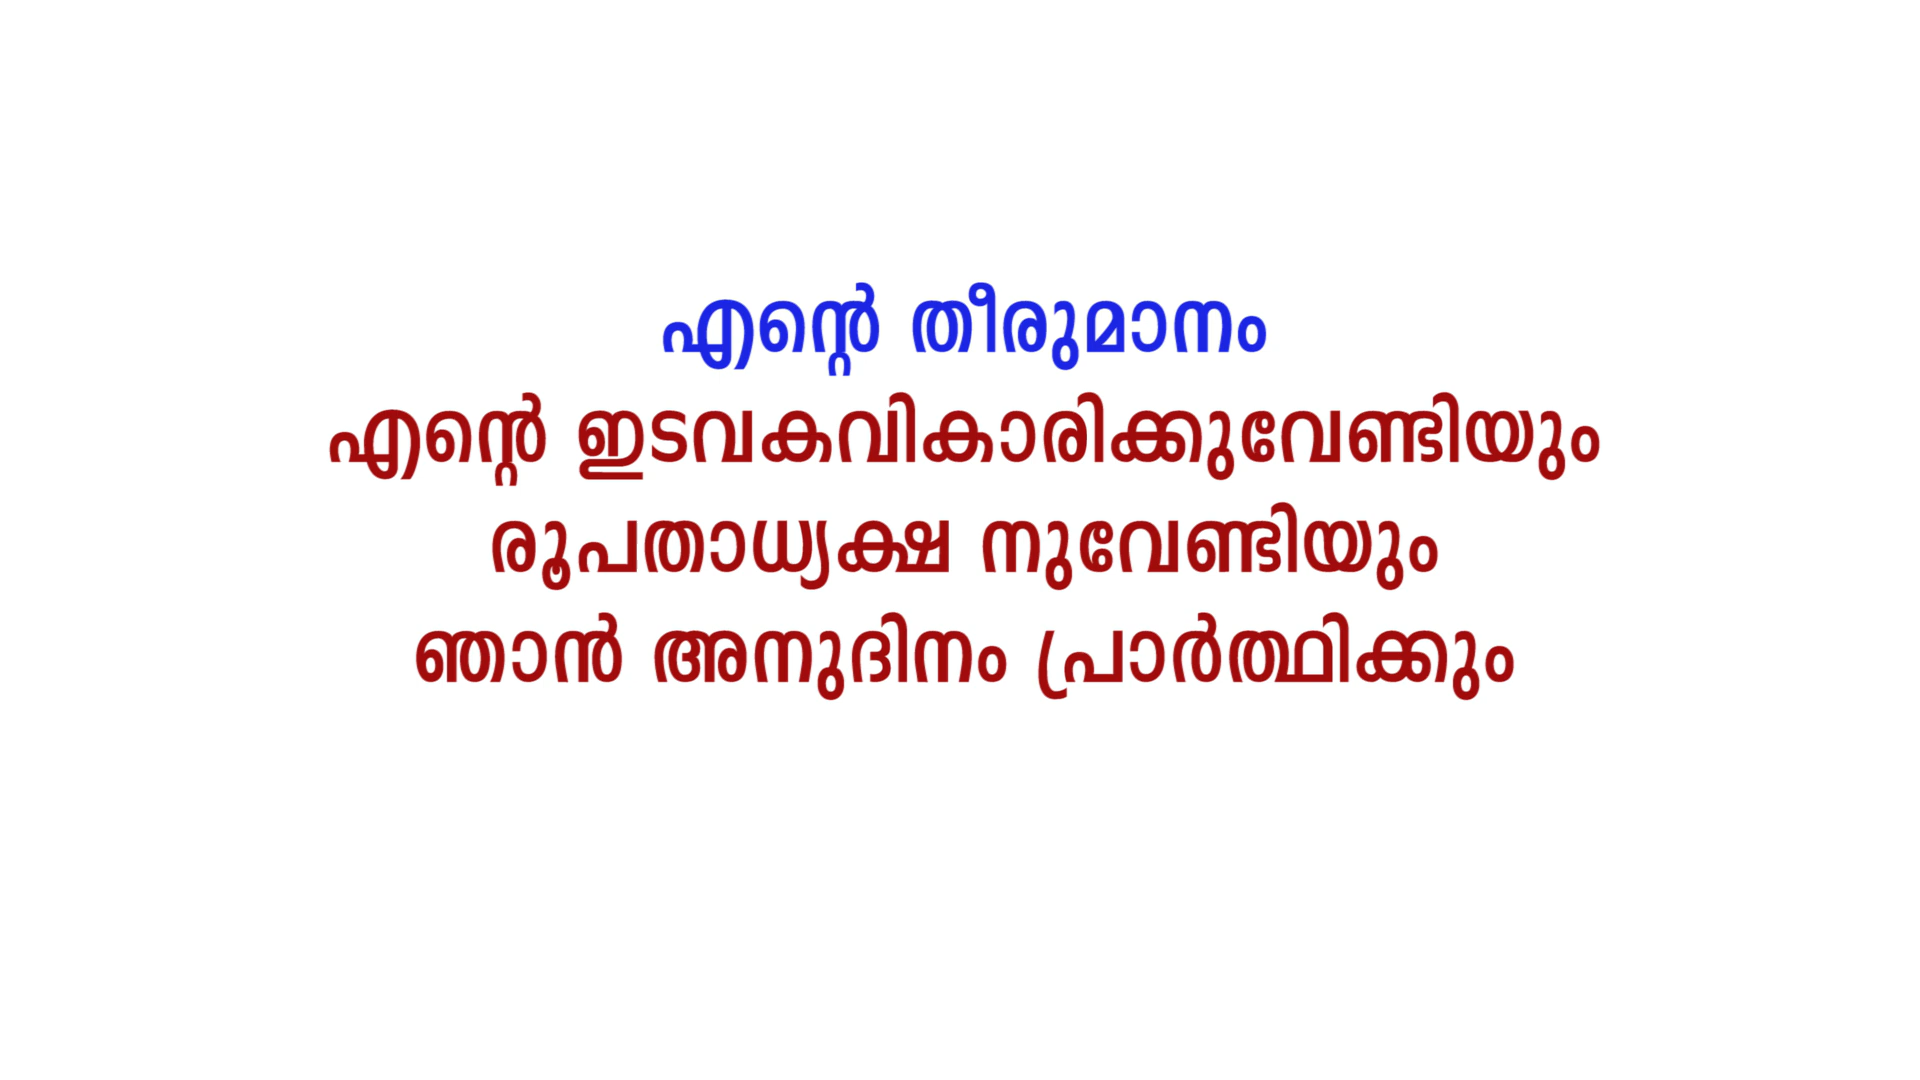 എന്റെ തീരുമാനം
എന്റെ ഇടവകവികാരിക്കുവേണ്ടിയും
രൂപതാധ്യക്ഷ നുവേണ്ടിയും
ഞാൻ അനുദിനം പ്രാർത്ഥിക്കും